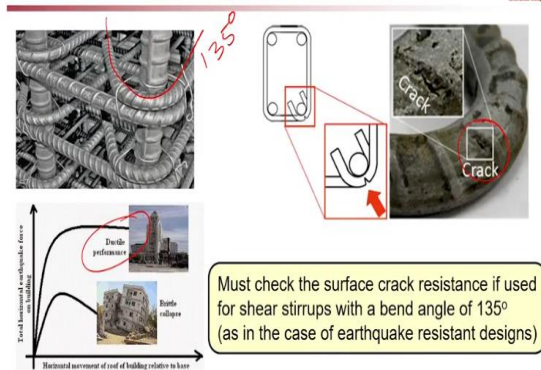 135°
Crack
Crack
Total horizontal earthquake force
on building
Ductile
performance
Brittle
collapse
Horizontal movement of roof of building relative to base
Must check the surface crack resistance if used
for shear stirrups with a bend angle of 135°
(as in the case of earthquake resistant designs)